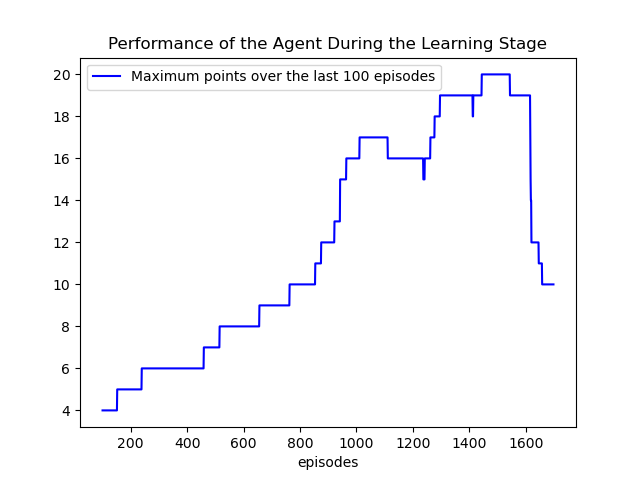 Performance of the Agent During the Learning Stage
Maximum points over the last 100 episodes
20
18
16
14
12
10
8
6
4
200 400 600 800 1000 1200 1400 1600
episodes